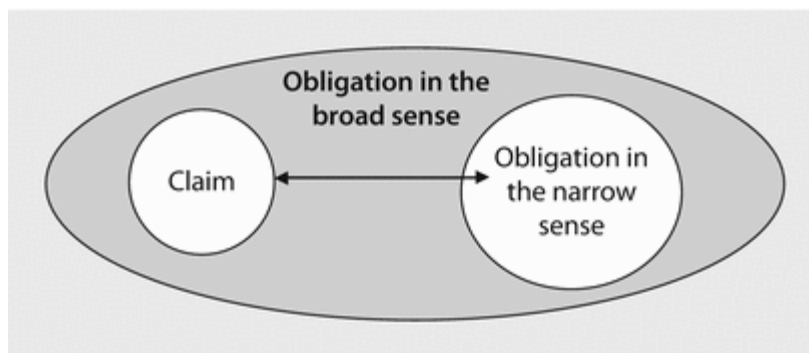 Obligation in the
broad sense
Claim
Obligation in
the narrow
sense